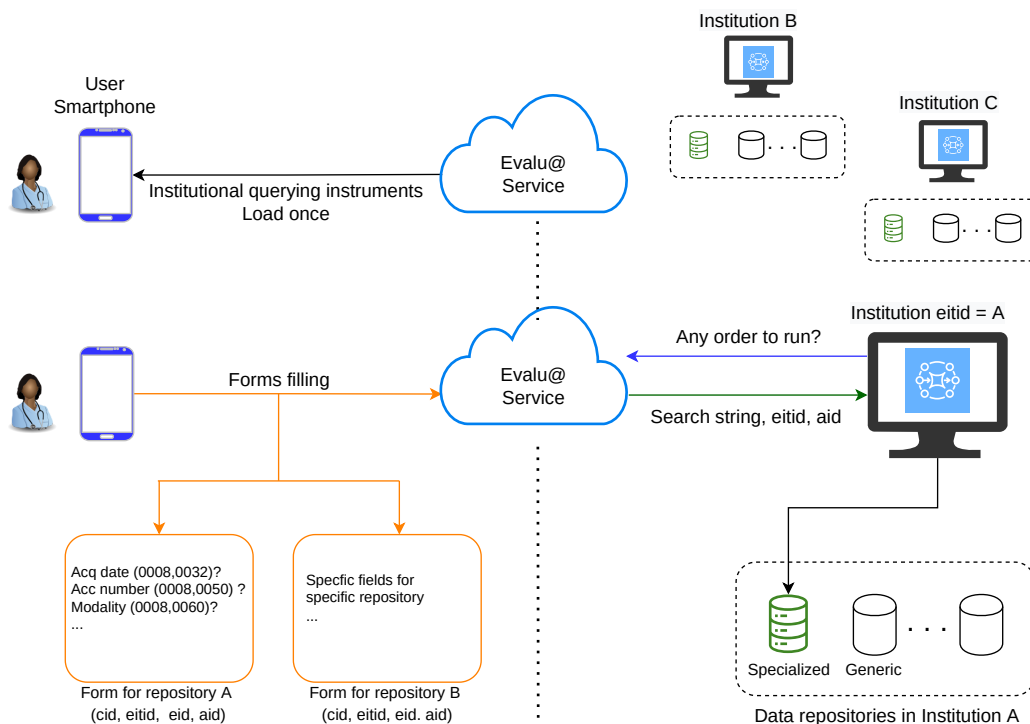 Institution B
User
Smartphone
Institution C
Evalu@
Service
Institutional querying instruments
Load once
. . .
. . .
Institution eitid = A
Any order to run?
Forms filling
Evalu@
Service
Search string, eitid, aid
Acq date (0008,0032)?
Acc number (0008,0050) ?
Modality (0008,0060)?
...
Specfic fields for
specific repository
...
. . .
Specialized
Generic
Form for repository A
(cid, eitid, eid, aid)
Form for repository B
(cid, eitid, eid. aid)
Data repositories in Institution A